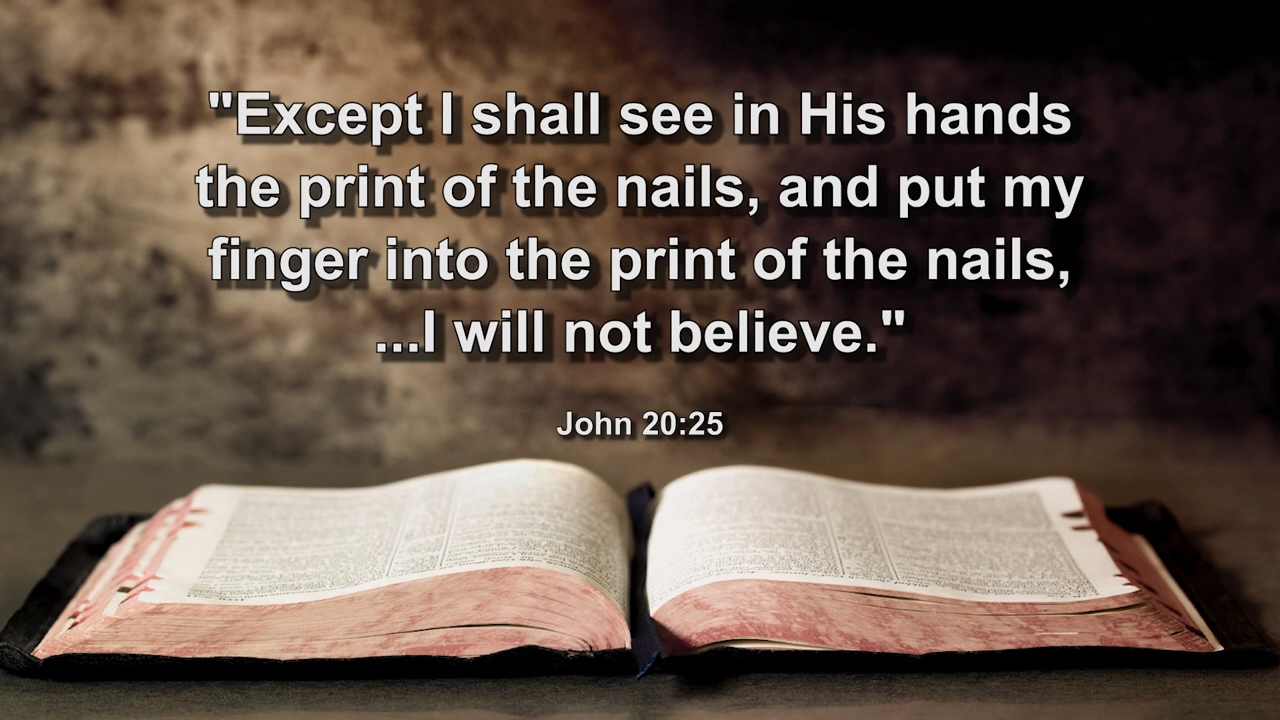 "Except I shall see in His hands
the print of the nails, and put my
finger into the print of the nails,
...I will not believe."
John 20:25